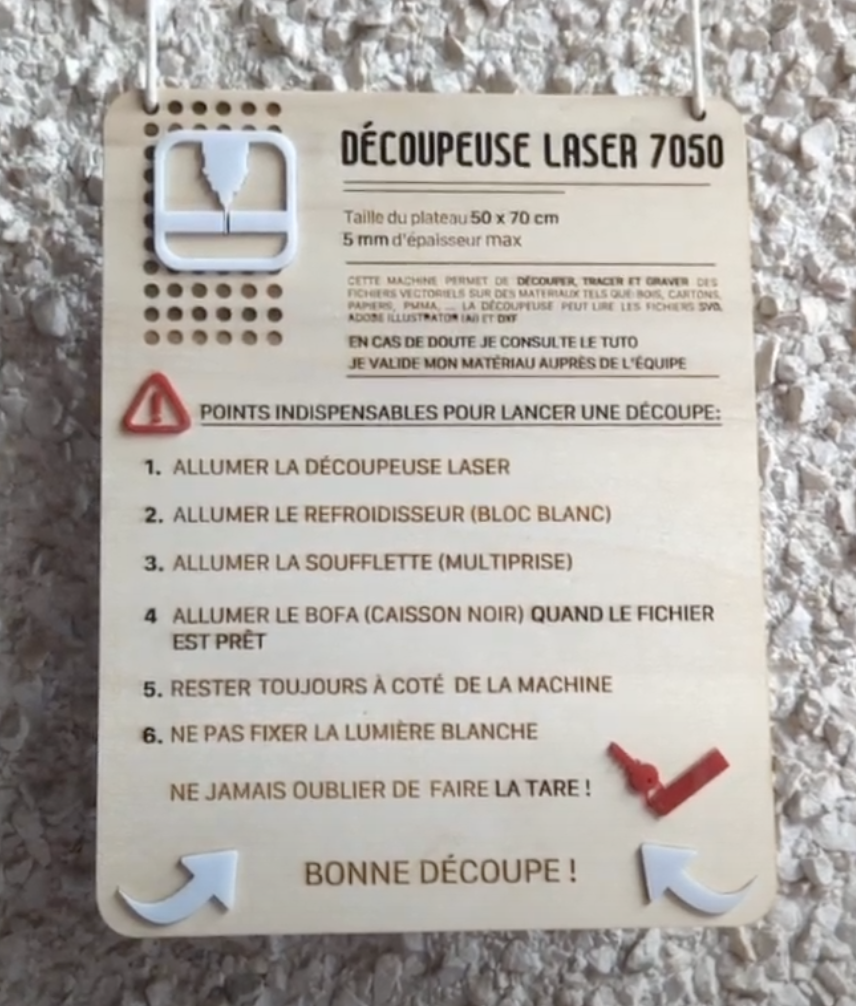 DÉCOUPEUSE LASER 7050
Taille du plateau 50 x 70 cm
5 mm d'épaisseur max
CETTE MACHINE PERMET DE DÉCOUPER, TRACER ET GRAVER DES
FICHIERS VECTORIELS SUR DES MATERIAUX TELS QUE: BOIS, CARTONS,
PAPIERS, PMMA, ... LA DÉCOUPEUSE PEUT LIRE LES FICHIERS SVG,
ADOBE ILLUSTRATOR (AI) ET DXF
EN CAS DE DOUTE JE CONSULTE LE TUTO
JE VALIDE MON MATÉRIAU AUPRÈS DE L'ÉQUIPE
POINTS INDISPENSABLES POUR LANCER UNE DÉCOUPE:
1. ALLUMER LA DÉCOUPEUSE LASER
2. ALLUMER LE REFROIDISSEUR (BLOC BLANC)
3. ALLUMER LA SOUFFLETTE (MULTIPRISE)
4 ALLUMER LE BOFA (CAISSON NOIR) QUAND LE FICHIER
EST PRÊT
5. RESTER TOUJOURS À COTÉ DE LA MACHINE
6. NE PAS FIXER LA LUMIÈRE BLANCHE
NE JAMAIS OUBLIER DE FAIRE LA TARE !
BONNE DÉCOUPE !